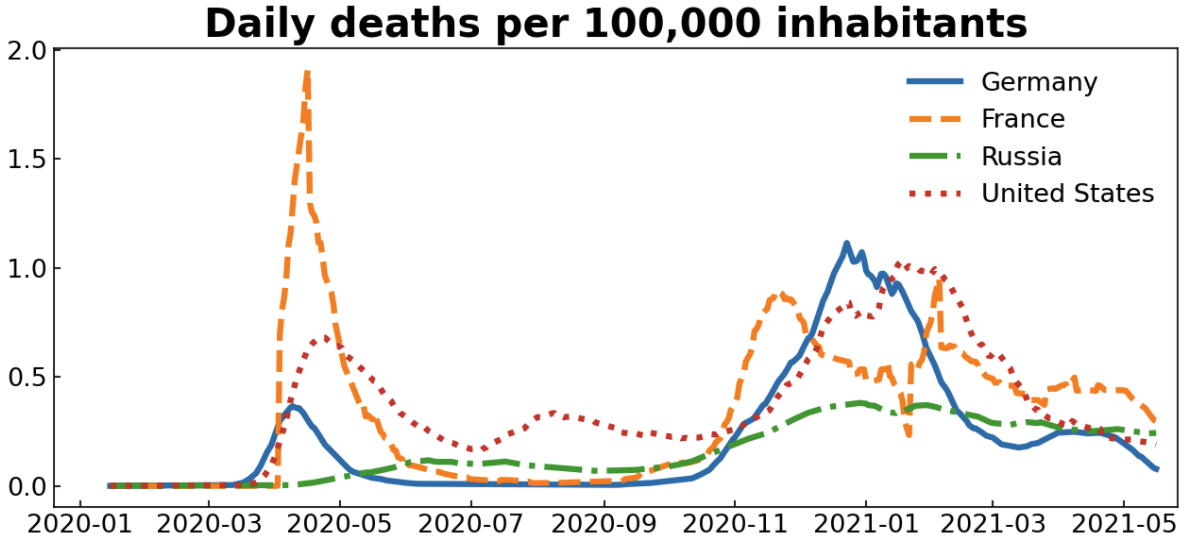 Daily deaths per 100,000 inhabitants
2.0
1.5
1.0
0.5
0.0
Germany
France
Russia
United States
2020-01 2020-03 2020-05 2020-07 2020-09 2020-11 2021-01 2021-03 2021-05